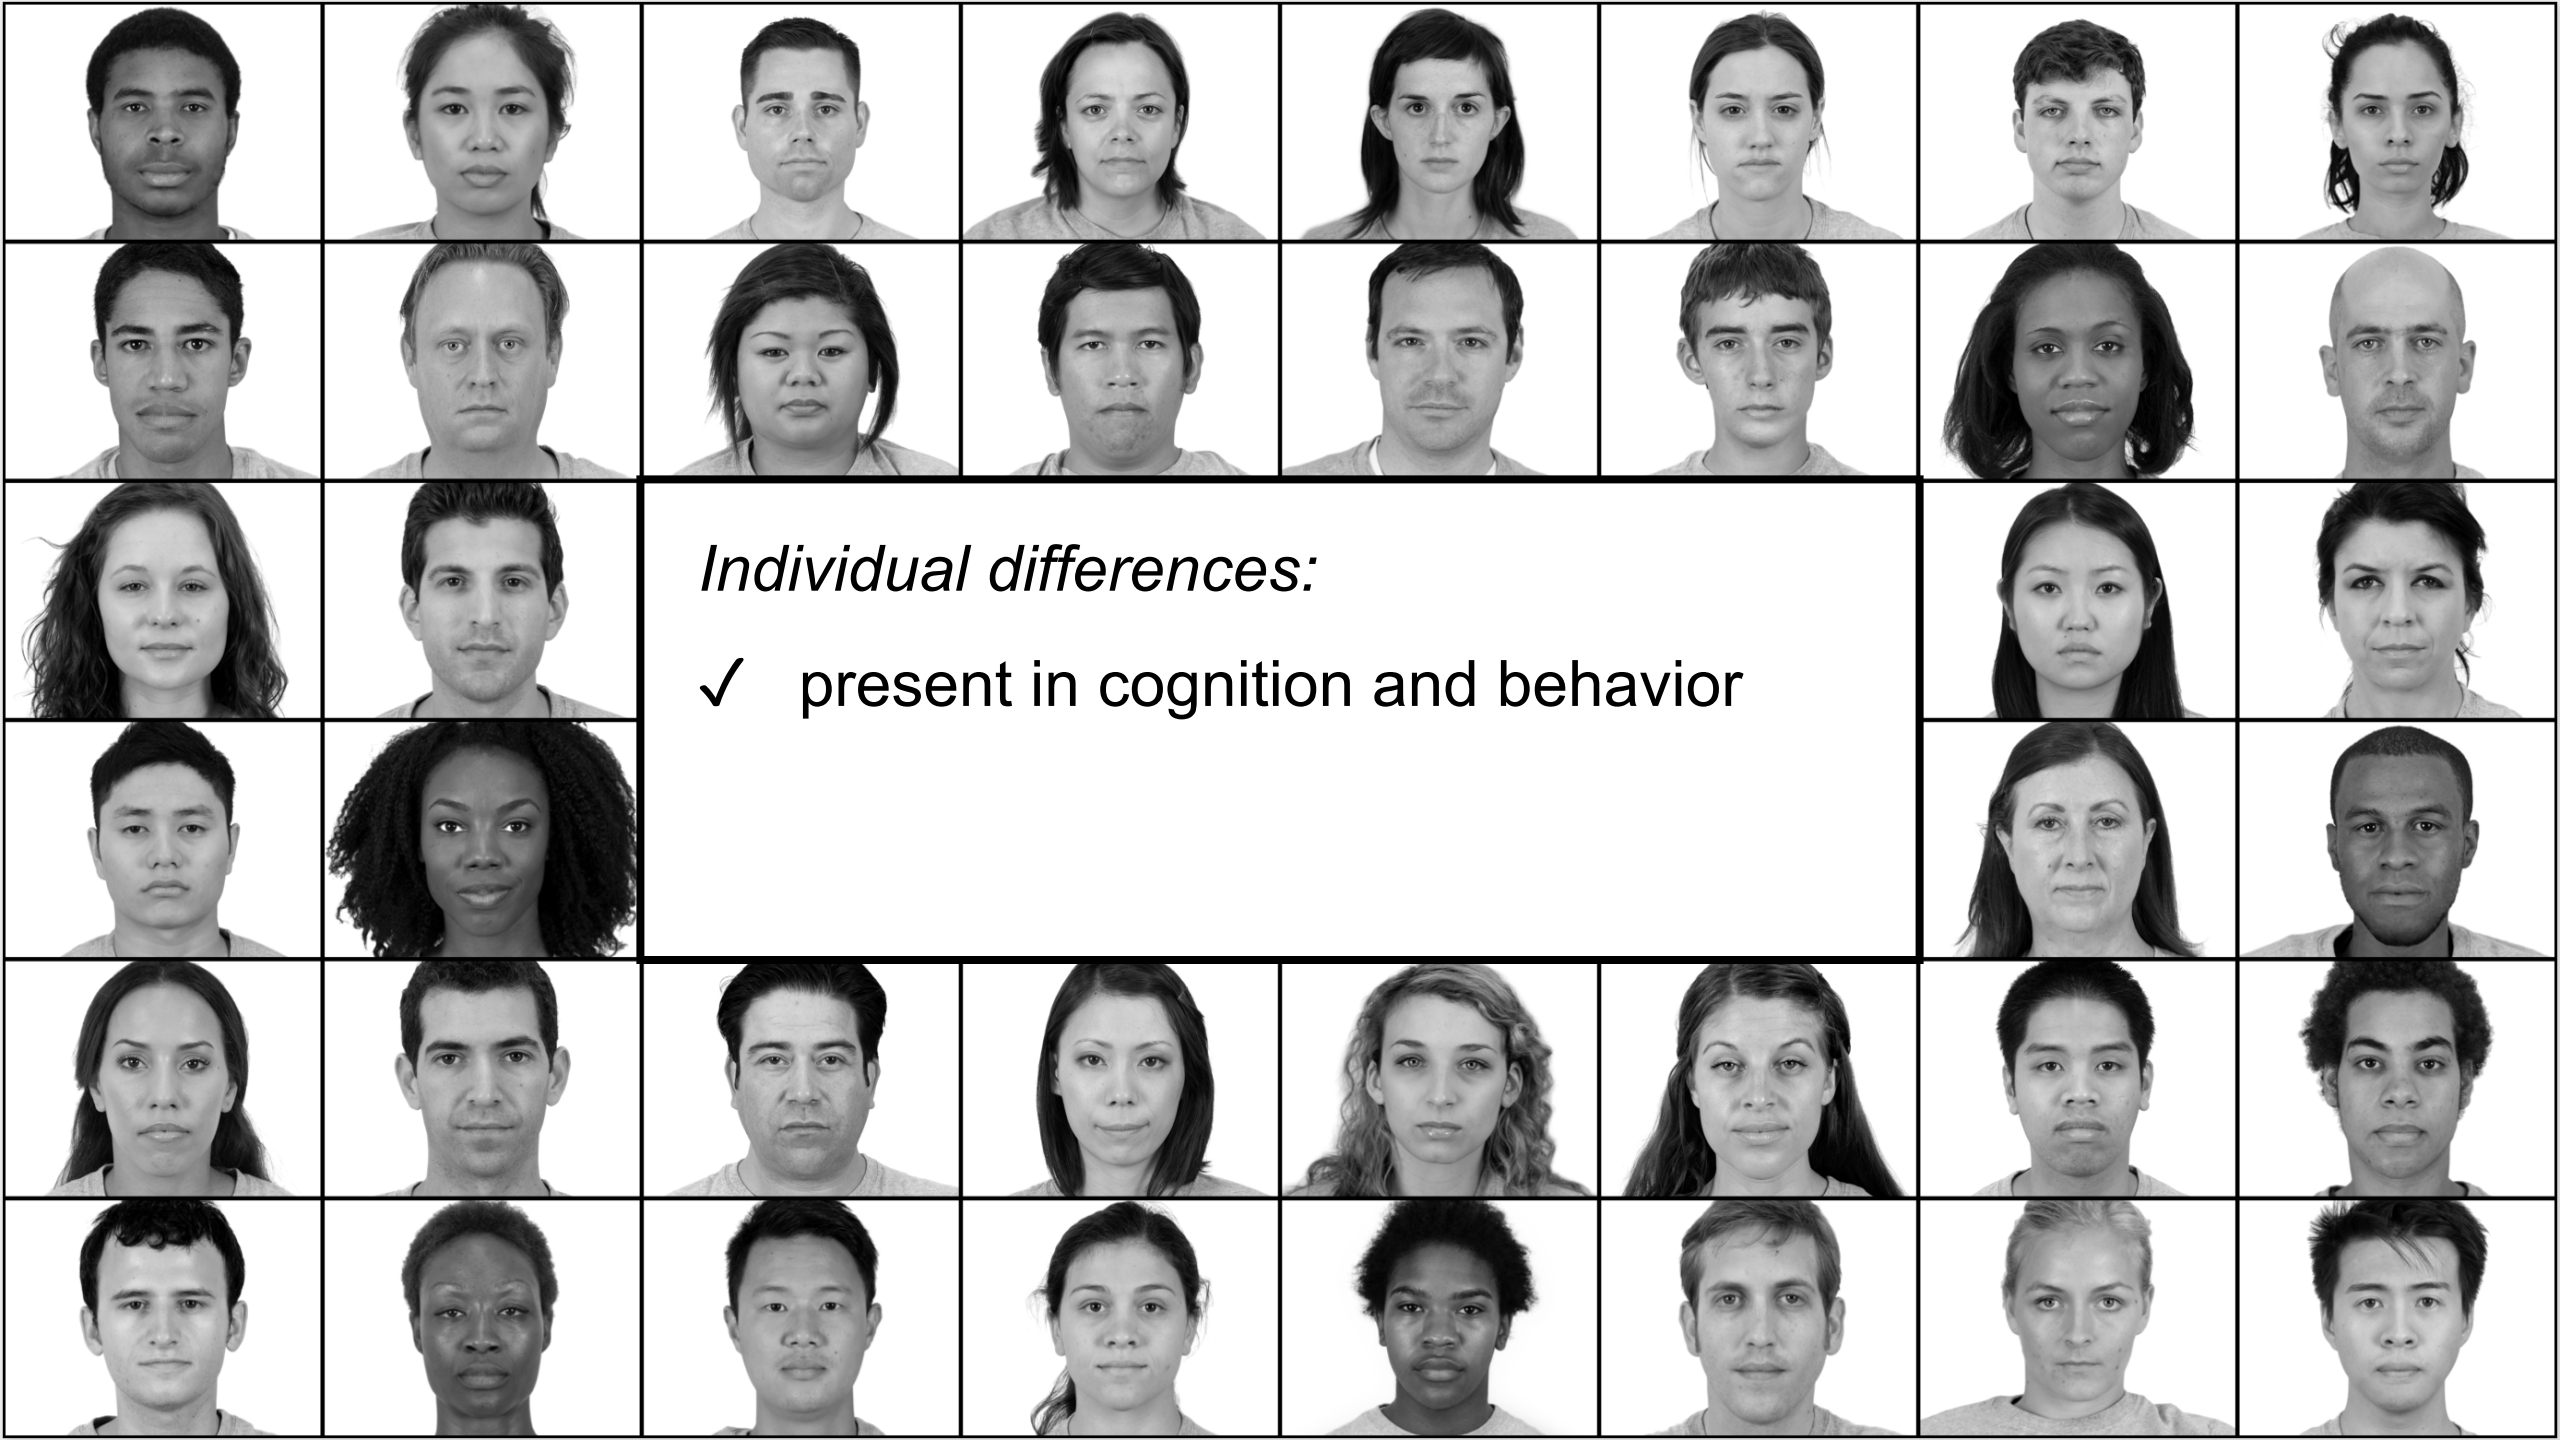 Individual differences:
✓ present in cognition and behavior